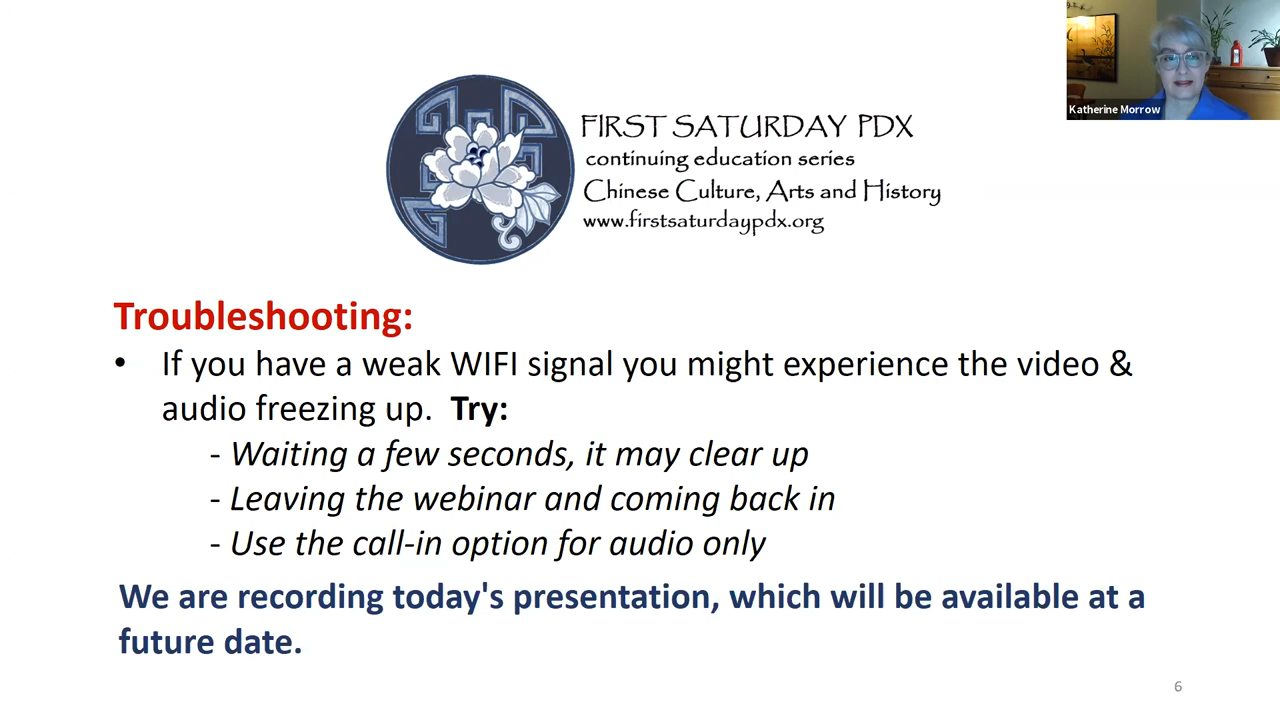 Katherine Morrow
FIRST SATURDAY PDX
continuing education series
Chinese Culture, Arts and History
www.firstsaturdaypdx.org
Troubleshooting:
• If you have a weak WIFI signal you might experience the video &
audio freezing up. Try:
- Waiting a few seconds, it may clear up
- Leaving the webinar and coming back in
- Use the call-in option for audio only
We are recording today's presentation, which will be available at a
future date.
6